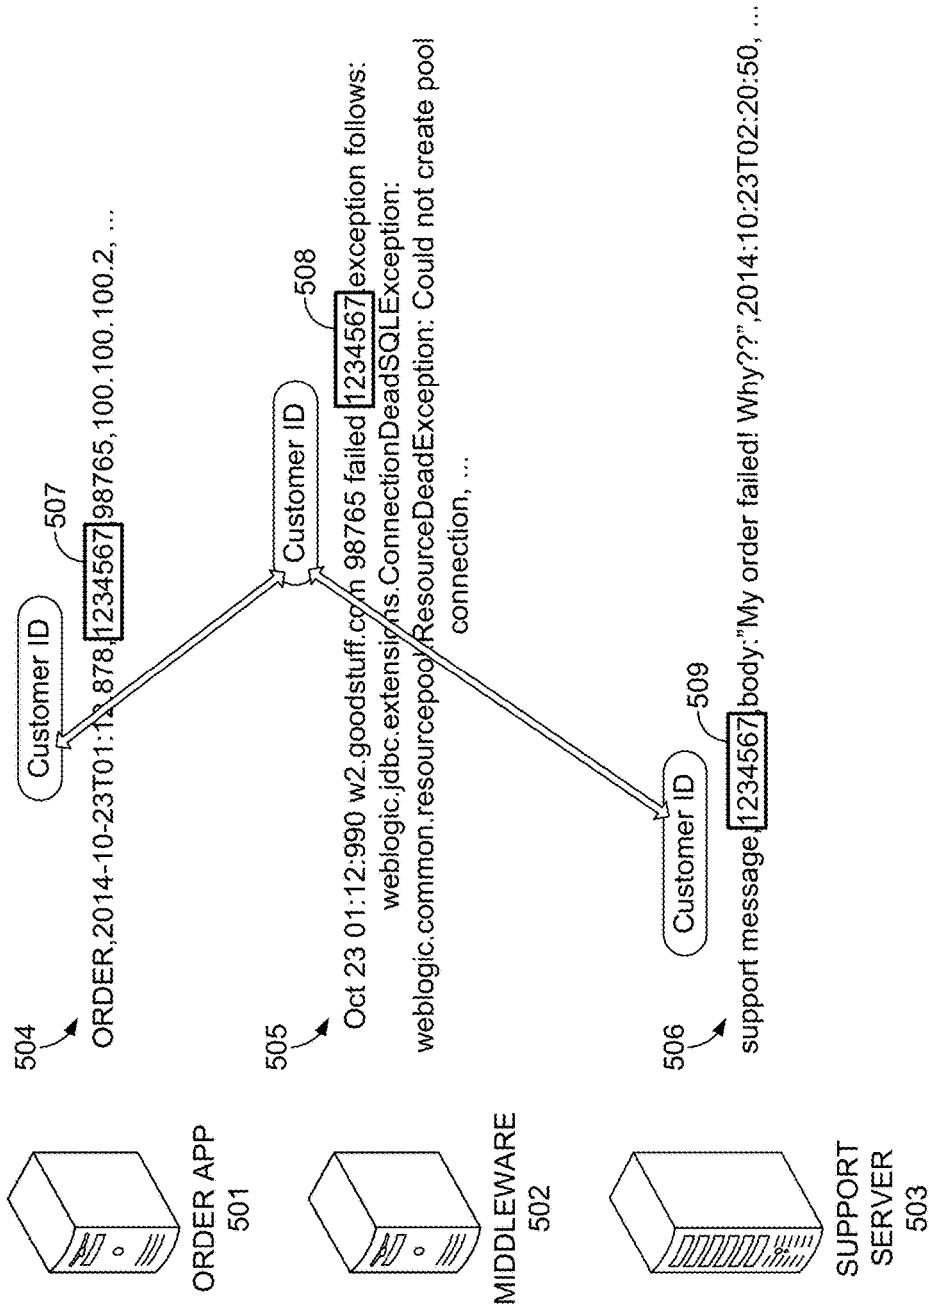 504
Customer ID
507
ORDER,2014-10-23T01:12.878,1234567,98765,100.100.100.2, …
ORDER APP
501
505
Customer ID
508
Oct 23 01:12:990 w2.goodstuff.com 98765 failed 1234567,exception follows:
weblogic.jdbc.extensions.ConnectionDeadSQLException:
weblogic.common.resourcepool.ResourceDeadException: Could not create pool
connection, …
MIDDLEWARE
502
506
Customer ID
509
support message,1234567,body:"My order failed! Why??",2014:10:23T02:20:50, …
SUPPORT
SERVER
503